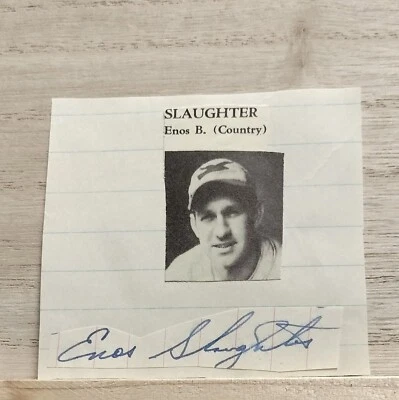 SLAUGHTER
Enos B. (Country)
Enos Slaughter